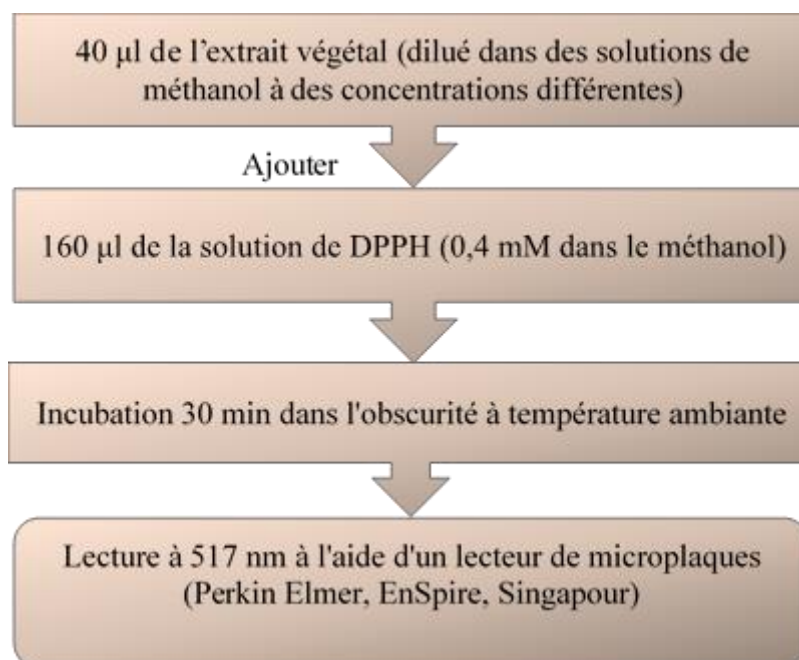 40 µl de l’extrait végétal (dilué dans des solutions de
méthanol à des concentrations différentes)
Ajouter
160 µl de la solution de DPPH (0,4 mM dans le méthanol)
Incubation 30 min dans l'obscurité à température ambiante
Lecture à 517 nm à l'aide d'un lecteur de microplaques
(Perkin Elmer, EnSpire, Singapour)